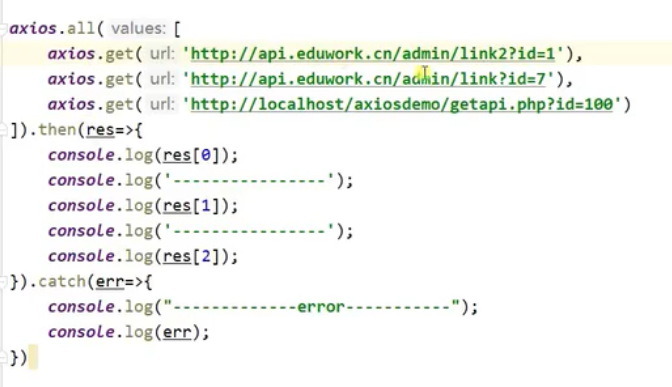 axios.all( values: [
axios.get( url: 'http://api.eduwork.cn/admin/link2?id=1'),
axios.get( url: 'http://api.eduwork.cn/admin/link?id=7'),
axios.get( url: 'http://localhost/axiosdemo/getapi.php?id=100')
]).then(res=>{
console.log(res[0]);
console.log('----------------');
console.log(res[1]);
console.log('----------------');
console.log(res[2]);
}).catch(err=>{
console.log("-------------error-----------");
console.log(err);
})